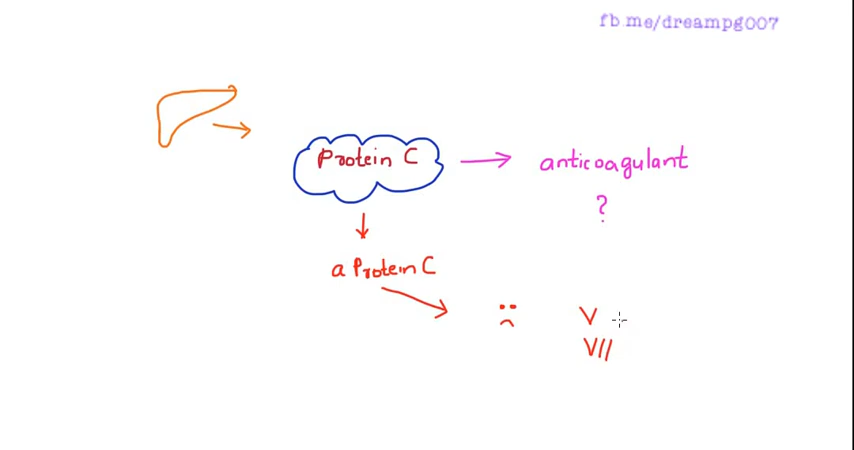 fb.me/dreampg007
Protein C
anticoagulant
?
a Protein C
V
VII